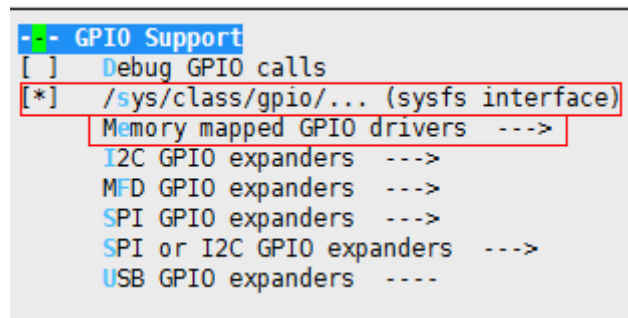 --- GPIO Support
[ ] Debug GPIO calls
[*] /sys/class/gpio/... (sysfs interface)
Memory mapped GPIO drivers --->
I2C GPIO expanders --->
MFD GPIO expanders --->
SPI GPIO expanders --->
SPI or I2C GPIO expanders --->
USB GPIO expanders ----